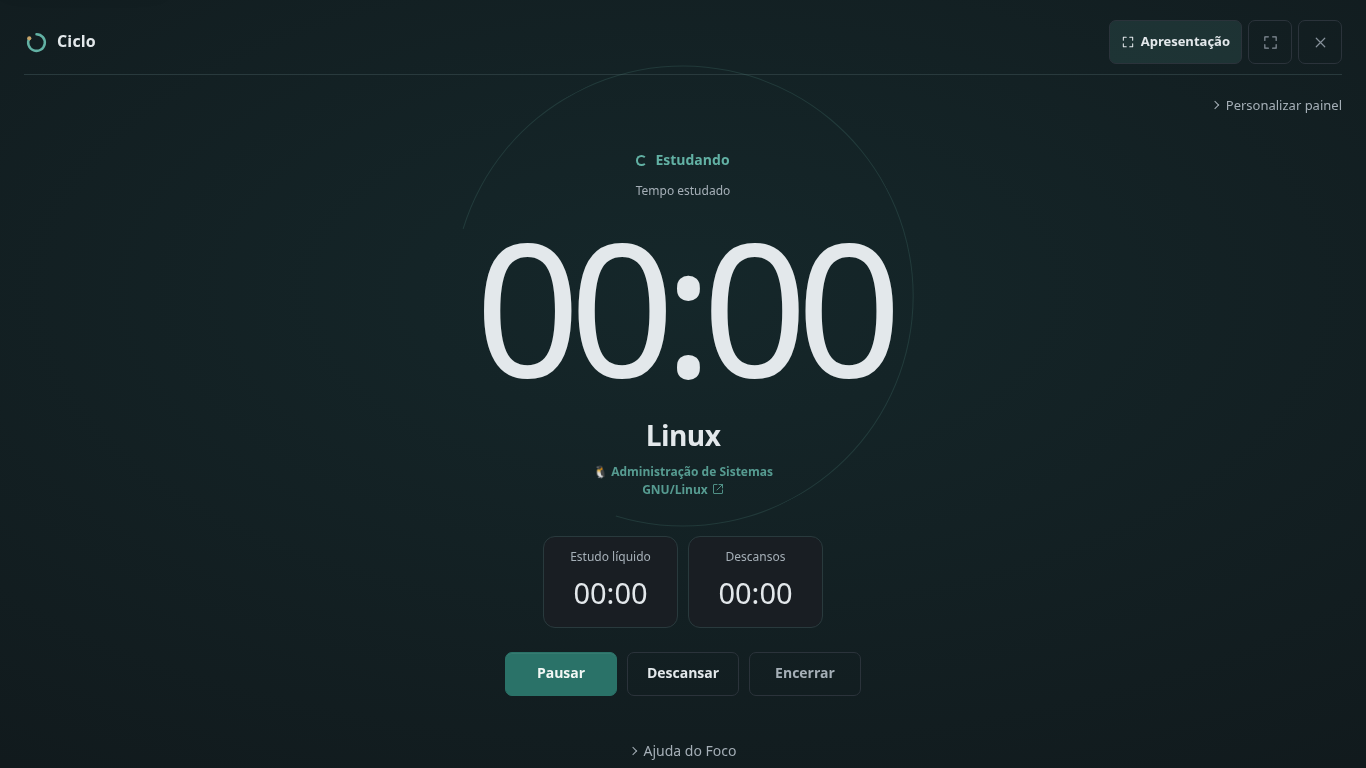 Ciclo
Apresentação
Personalizar painel
Estudando
Tempo estudado
00:00
Linux
Administração de Sistemas
GNU/Linux
Estudo líquido
Descansos
00:00
00:00
Pausar
Descansar
Encerrar
Ajuda do Foco